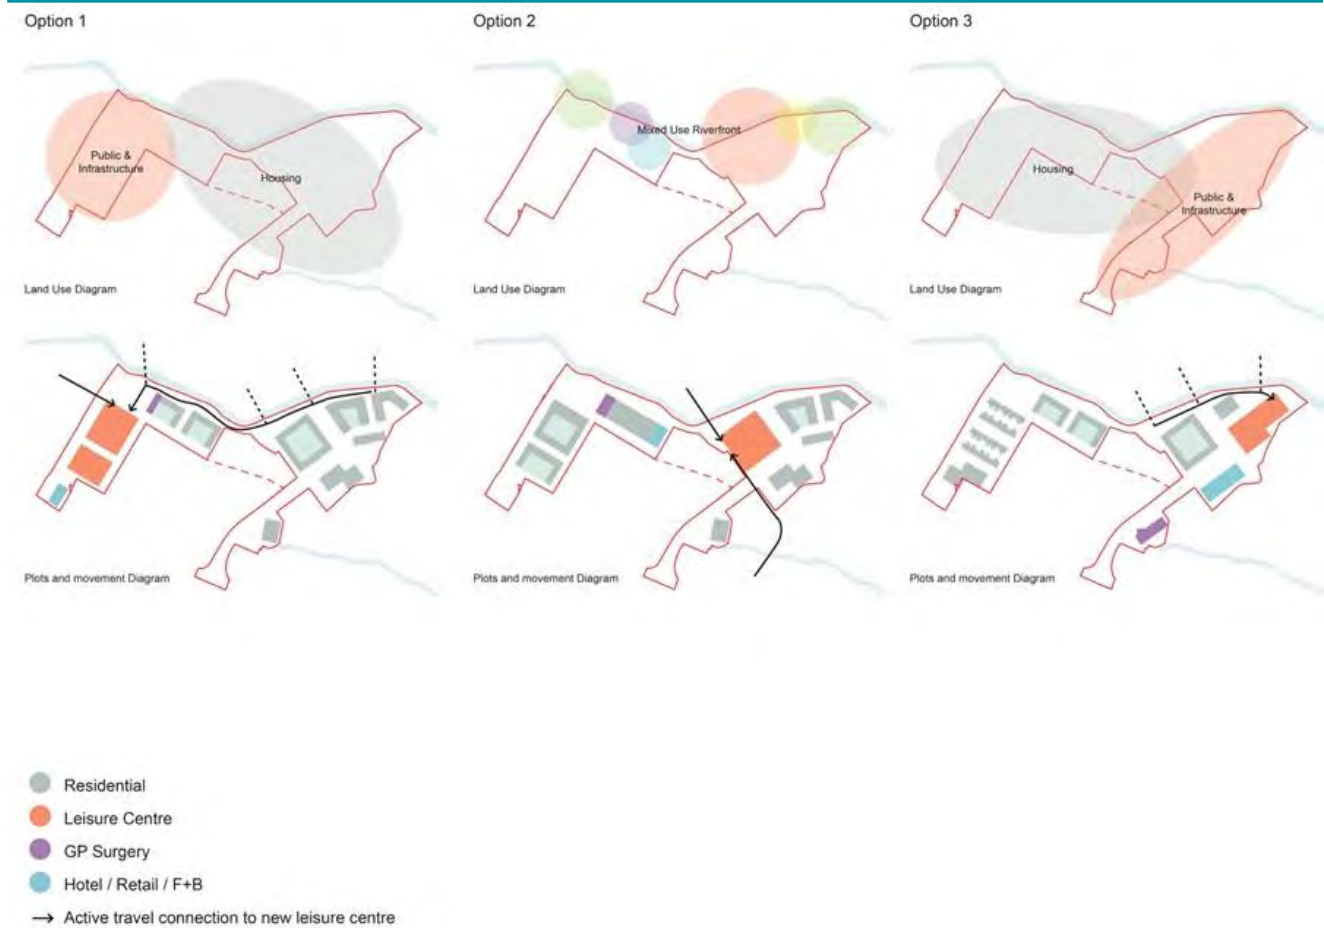 Option 1
Option 2
Option 3
Public &
Infrastructure
Housing
Land Use Diagram
Mixed Use Riverfront
Land Use Diagram
Housing
Public &
Infrastructure
Land Use Diagram
Plots and movement Diagram
Plots and movement Diagram
Plots and movement Diagram
Residential
Leisure Centre
GP Surgery
Hotel / Retail / F+B
Active travel connection to new leisure centre